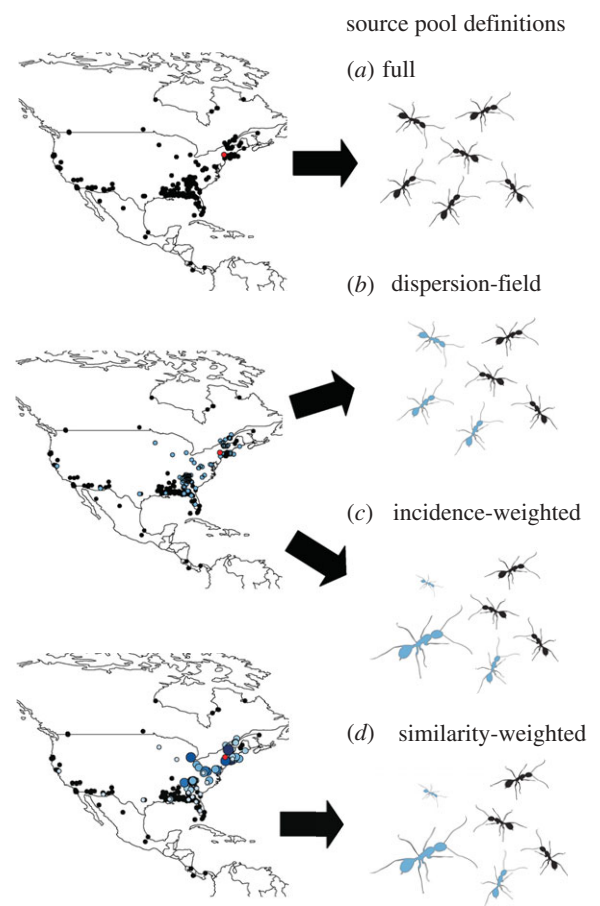 source pool definitions
(a) full
(b) dispersion-field
(c) incidence-weighted
(d) similarity-weighted